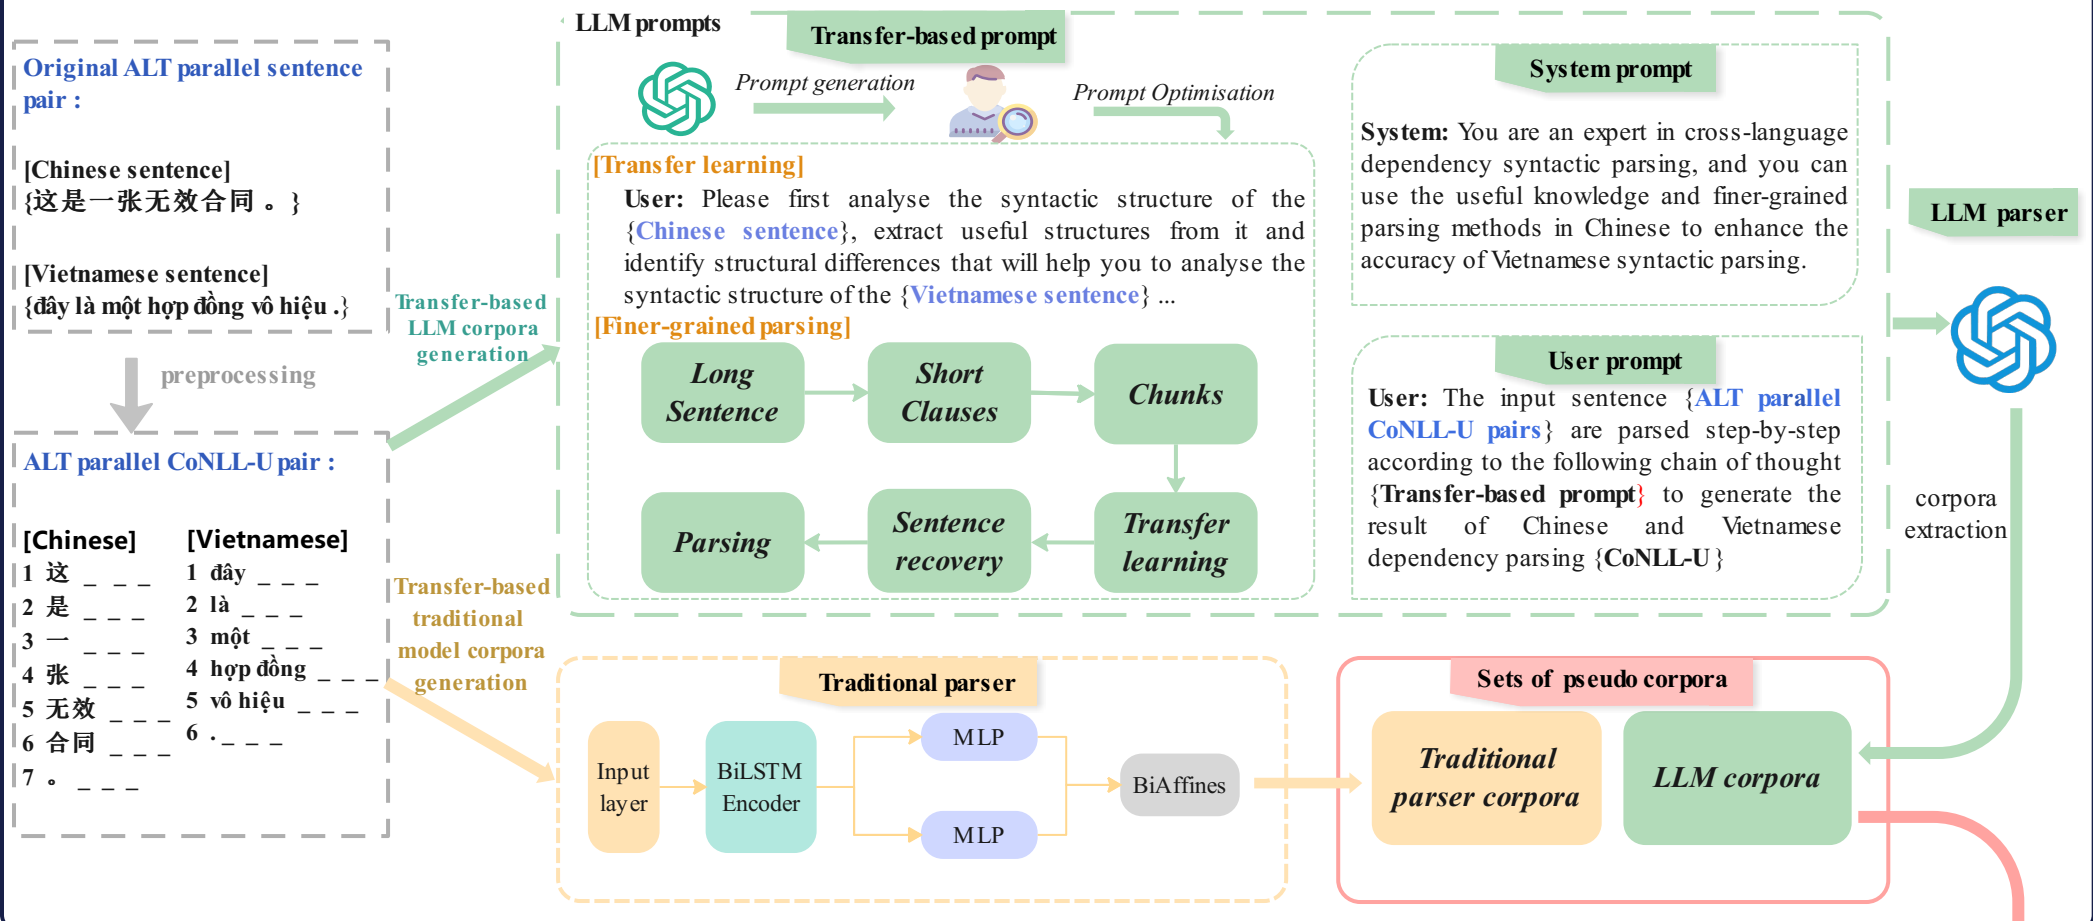 Original ALT parallel sentence
pair :
[Chinese sentence]
{这是一张无效合同 。}
[Vietnamese sentence]
{đây là một hợp đồng vô hiệu .}
preprocessing
ALT parallel CoNLL-U pair :
[Chinese]
1 这 _ _ _
2 是 _ _ _
3 一 _ _ _
4 张 _ _ _
5 无效 _ _ _
6 合同 _ _ _
7 。 _ _ _
[Vietnamese]
1 đây _ _ _
2 là _ _ _
3 một _ _ _
4 hợp đồng _ _ _
5 vô hiệu _ _ _
6 . _ _ _
Transfer-based
LLM corpora
generation
Transfer-based
traditional
model corpora
generation
LLM prompts
Transfer-based prompt
Prompt generation
Prompt Optimisation
[Transfer learning]
User: Please first analyse the syntactic structure of the
{Chinese sentence}, extract useful structures from it and
identify structural differences that will help you to analyse the
syntactic structure of the {Vietnamese sentence} ...
[Finer-grained parsing]
Long
Sentence
Short
Clauses
Chunks
Transfer
learning
Sentence
recovery
Parsing
System prompt
System: You are an expert in cross-language
dependency syntactic parsing, and you can
use the useful knowledge and finer-grained
parsing methods in Chinese to enhance the
accuracy of Vietnamese syntactic parsing.
User prompt
User: The input sentence {ALT parallel
CoNLL-U pairs} are parsed step-by-step
according to the following chain of thought
{Transfer-based prompt} to generate the
result of Chinese and Vietnamese
dependency parsing {CoNLL-U }
LLM parser
corpora
extraction
Traditional parser
Input
layer
BiLSTM
Encoder
MLP
MLP
BiAffines
Sets of pseudo corpora
Traditional
parser corpora
LLM corpora